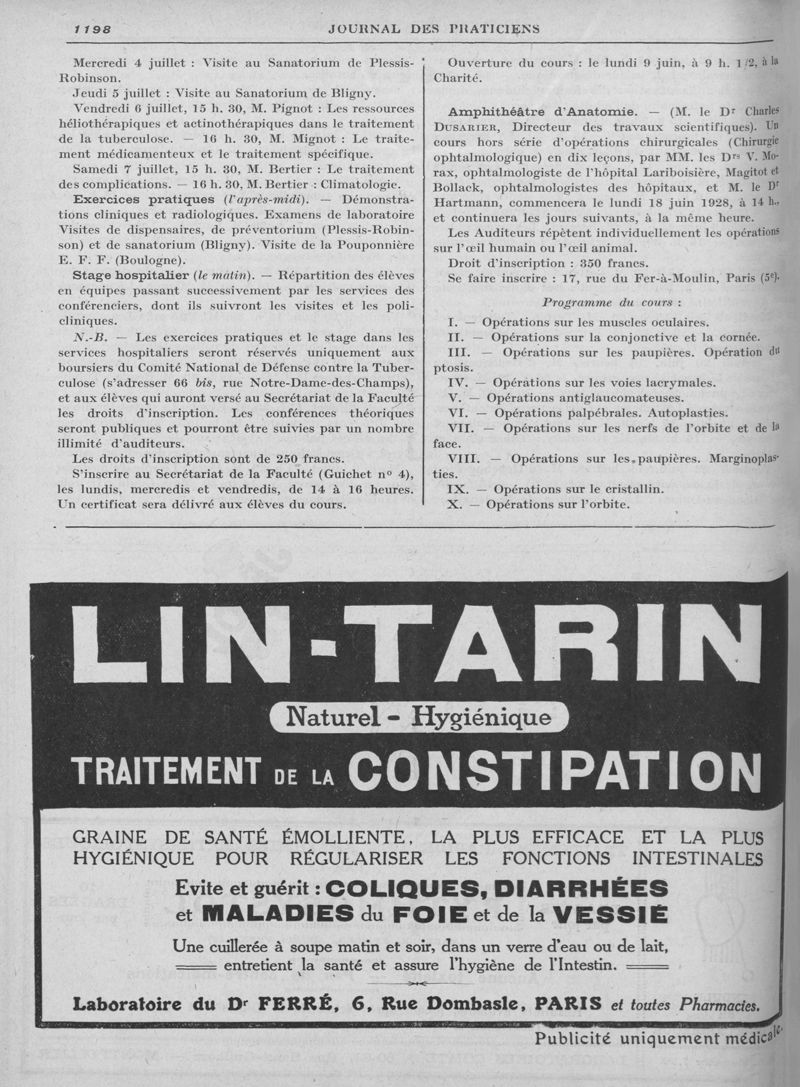 1198
JOURNAL DES PRATICIENS
Mercredi 4 juillet : Visite au Sanatorium de Plessis-
Robinson.
Jeudi 5 juillet : Visite au Sanatorium de Bligny.
Vendredi 6 juillet, 15 h. 30, M. Pignot : Les ressources
héliothérapiques et actinothérapiques dans le traitement
de la tuberculose. — 16 h. 30, M. Mignot : Le traite-
ment médicamenteux et le traitement spécifique.
Samedi 7 juillet, 15 h. 30, M. Bertier : Le traitement
des complications. — 16 h. 30, M. Bertier : Climatologie.
Exercices pratiques (l'après-midi). — Démonstra-
tions cliniques et radiologiques. Examens de laboratoire
Visites de dispensaires, de préventorium (Plessis-Robin-
son) et de sanatorium (Bligny). Visite de la Pouponnière
E. F. F. (Boulogne).
Stage hospitalier (le matin). — Répartition des élèves
en équipes passant successivement par les services des
conférenciers, dont ils suivront les visites et les poli-
cliniques.
N.-B. — Les exercices pratiques et le stage dans les
services hospitaliers seront réservés uniquement aux
boursiers du Comité National de Défense contre la Tuber-
culose (s'adresser 66 bis, rue Notre-Dame-des-Champs),
et aux élèves qui auront versé au Secrétariat de la Faculté
les droits d'inscription. Les conférences théoriques
seront publiques et pourront être suivies par un nombre
illimité d'auditeurs.
Les droits d'inscription sont de 250 francs.
S'inscrire au Secrétariat de la Faculté (Guichet nº 4),
les lundis, mercredis et vendredis, de 14 à 16 heures.
Un certificat sera délivré aux élèves du cours.
Ouverture du cours : le lundi 9 juin, à 9 h. 1/2, à la
Charité.
Amphithéâtre d'Anatomie. — (M. le Dr Charles
DUSARIER, Directeur des travaux scientifiques). Un
cours hors série d'opérations chirurgicales (Chirurgie
ophtalmologique) en dix leçons, par MM. les Drs V. Mo-
rax, ophtalmologiste de l'hôpital Lariboisière, Magitot et
Bollack, ophtalmologistes des hôpitaux, et M. le Dr
Hartmann, commencera le lundi 18 juin 1928, à 14 h.,
et continuera les jours suivants, à la même heure.
Les Auditeurs répètent individuellement les opérations
sur l'œil humain ou l'œil animal.
Droit d'inscription : 350 francs.
Se faire inscrire : 17, rue du Fer-à-Moulin, Paris (5e).
Programme du cours :
I. — Opérations sur les muscles oculaires.
II. — Opérations sur la conjonctive et la cornée.
III. — Opérations sur les paupières. Opération du
ptosis.
IV. — Opérations sur les voies lacrymales.
V. — Opérations antiglaucomateuses.
VI. — Opérations palpébrales. Autoplasties.
VII. — Opérations sur les nerfs de l'orbite et de la
face.
VIII. — Opérations sur les paupières. Marginoplas-
ties.
IX. — Opérations sur le cristallin.
X. — Opérations sur l'orbite.
LIN-TARIN
Naturel - Hygiénique
TRAITEMENT DE LA CONSTIPATION
GRAINE DE SANTÉ ÉMOLLIENTE, LA PLUS EFFICACE ET LA PLUS
HYGIÉNIQUE POUR RÉGULARISER LES FONCTIONS INTESTINALES
Evite et guérit : COLIQUES, DIARRHÉES
et MALADIES du FOIE et de la VESSIE
Une cuillerée à soupe matin et soir, dans un verre d'eau ou de lait,
entretient la santé et assure l'hygiène de l'Intestin.
Laboratoire du Dr FERRÉ, 6, Rue Dombasle, PARIS et toutes Pharmacies.
Publicité uniquement médicale.